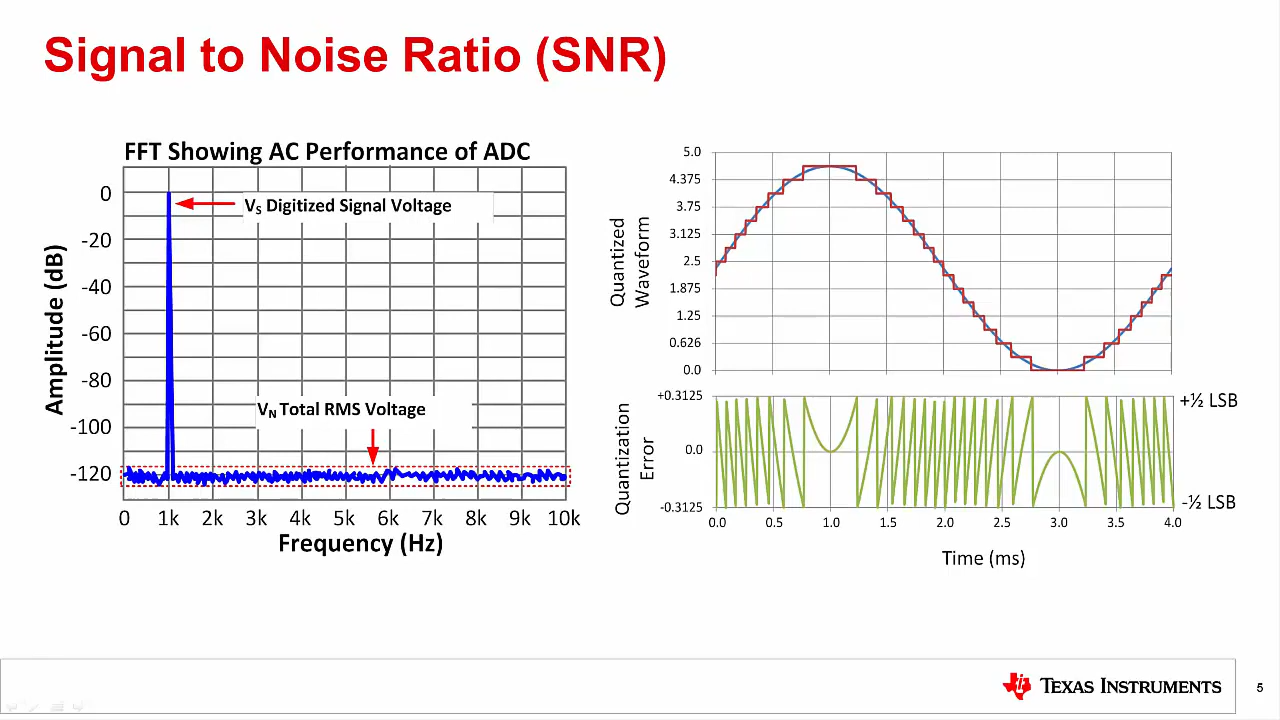 Signal to Noise Ratio (SNR)
FFT Showing AC Performance of ADC
Amplitude (dB)
0
-20
-40
-60
-80
-100
-120
VS Digitized Signal Voltage
VN Total RMS Voltage
0 1k 2k 3k 4k 5k 6k 7k 8k 9k 10k
Frequency (Hz)
Quantized
Waveform
5.0
4.375
3.75
3.125
2.5
1.875
1.25
0.626
0.0
Quantization
Error
+0.3125
0.0
-0.3125
+½ LSB
-½ LSB
0.0 0.5 1.0 1.5 2.0 2.5 3.0 3.5 4.0
Time (ms)
TEXAS INSTRUMENTS
5